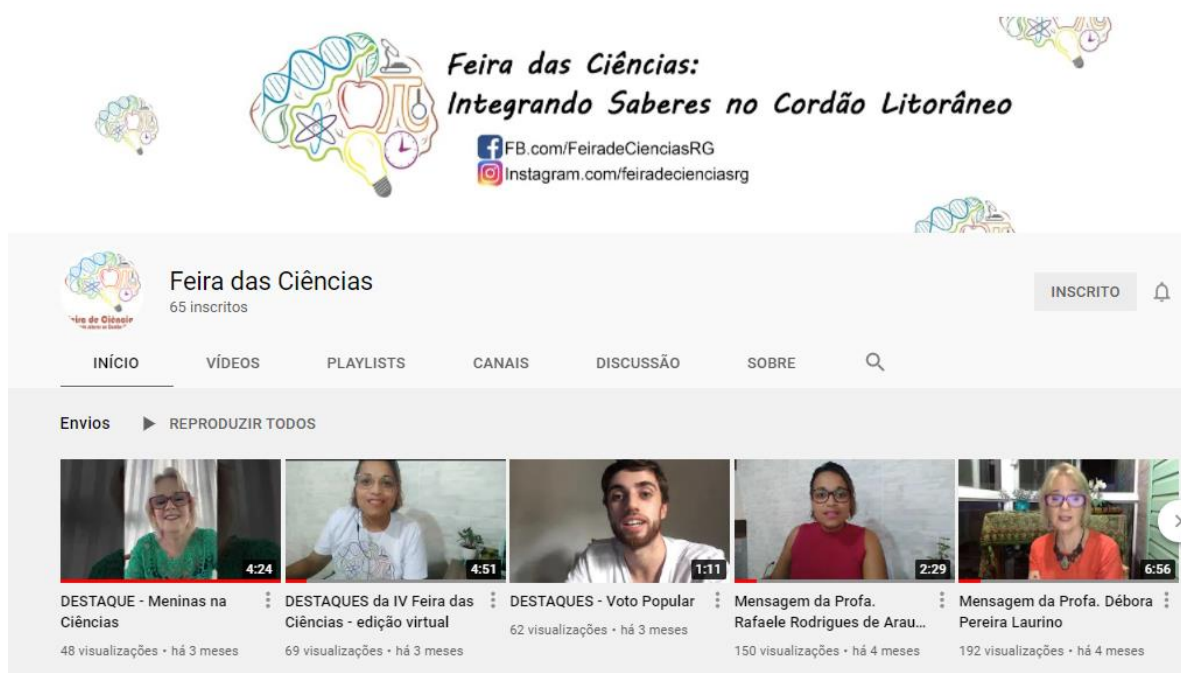 Feira das Ciências:
Integrando Saberes no Cordão Litorâneo
FB.com/FeiradeCienciasRG
Instagram.com/feiradecienciasrg
Feira das Ciências
65 inscritos
INSCRITO
INÍCIO VÍDEOS PLAYLISTS CANAIS DISCUSSÃO SOBRE
Envios REPRODUZIR TODOS
4:24 4:51 1:11 2:29 6:56
DESTAQUE - Meninas na
Ciências
48 visualizações • há 3 meses
DESTAQUES da IV Feira das
Ciências - edição virtual
69 visualizações • há 3 meses
DESTAQUES - Voto Popular
62 visualizações • há 3 meses
Mensagem da Profa.
Rafaele Rodrigues de Arau...
150 visualizações • há 4 meses
Mensagem da Profa. Débora
Pereira Laurino
192 visualizações • há 4 meses